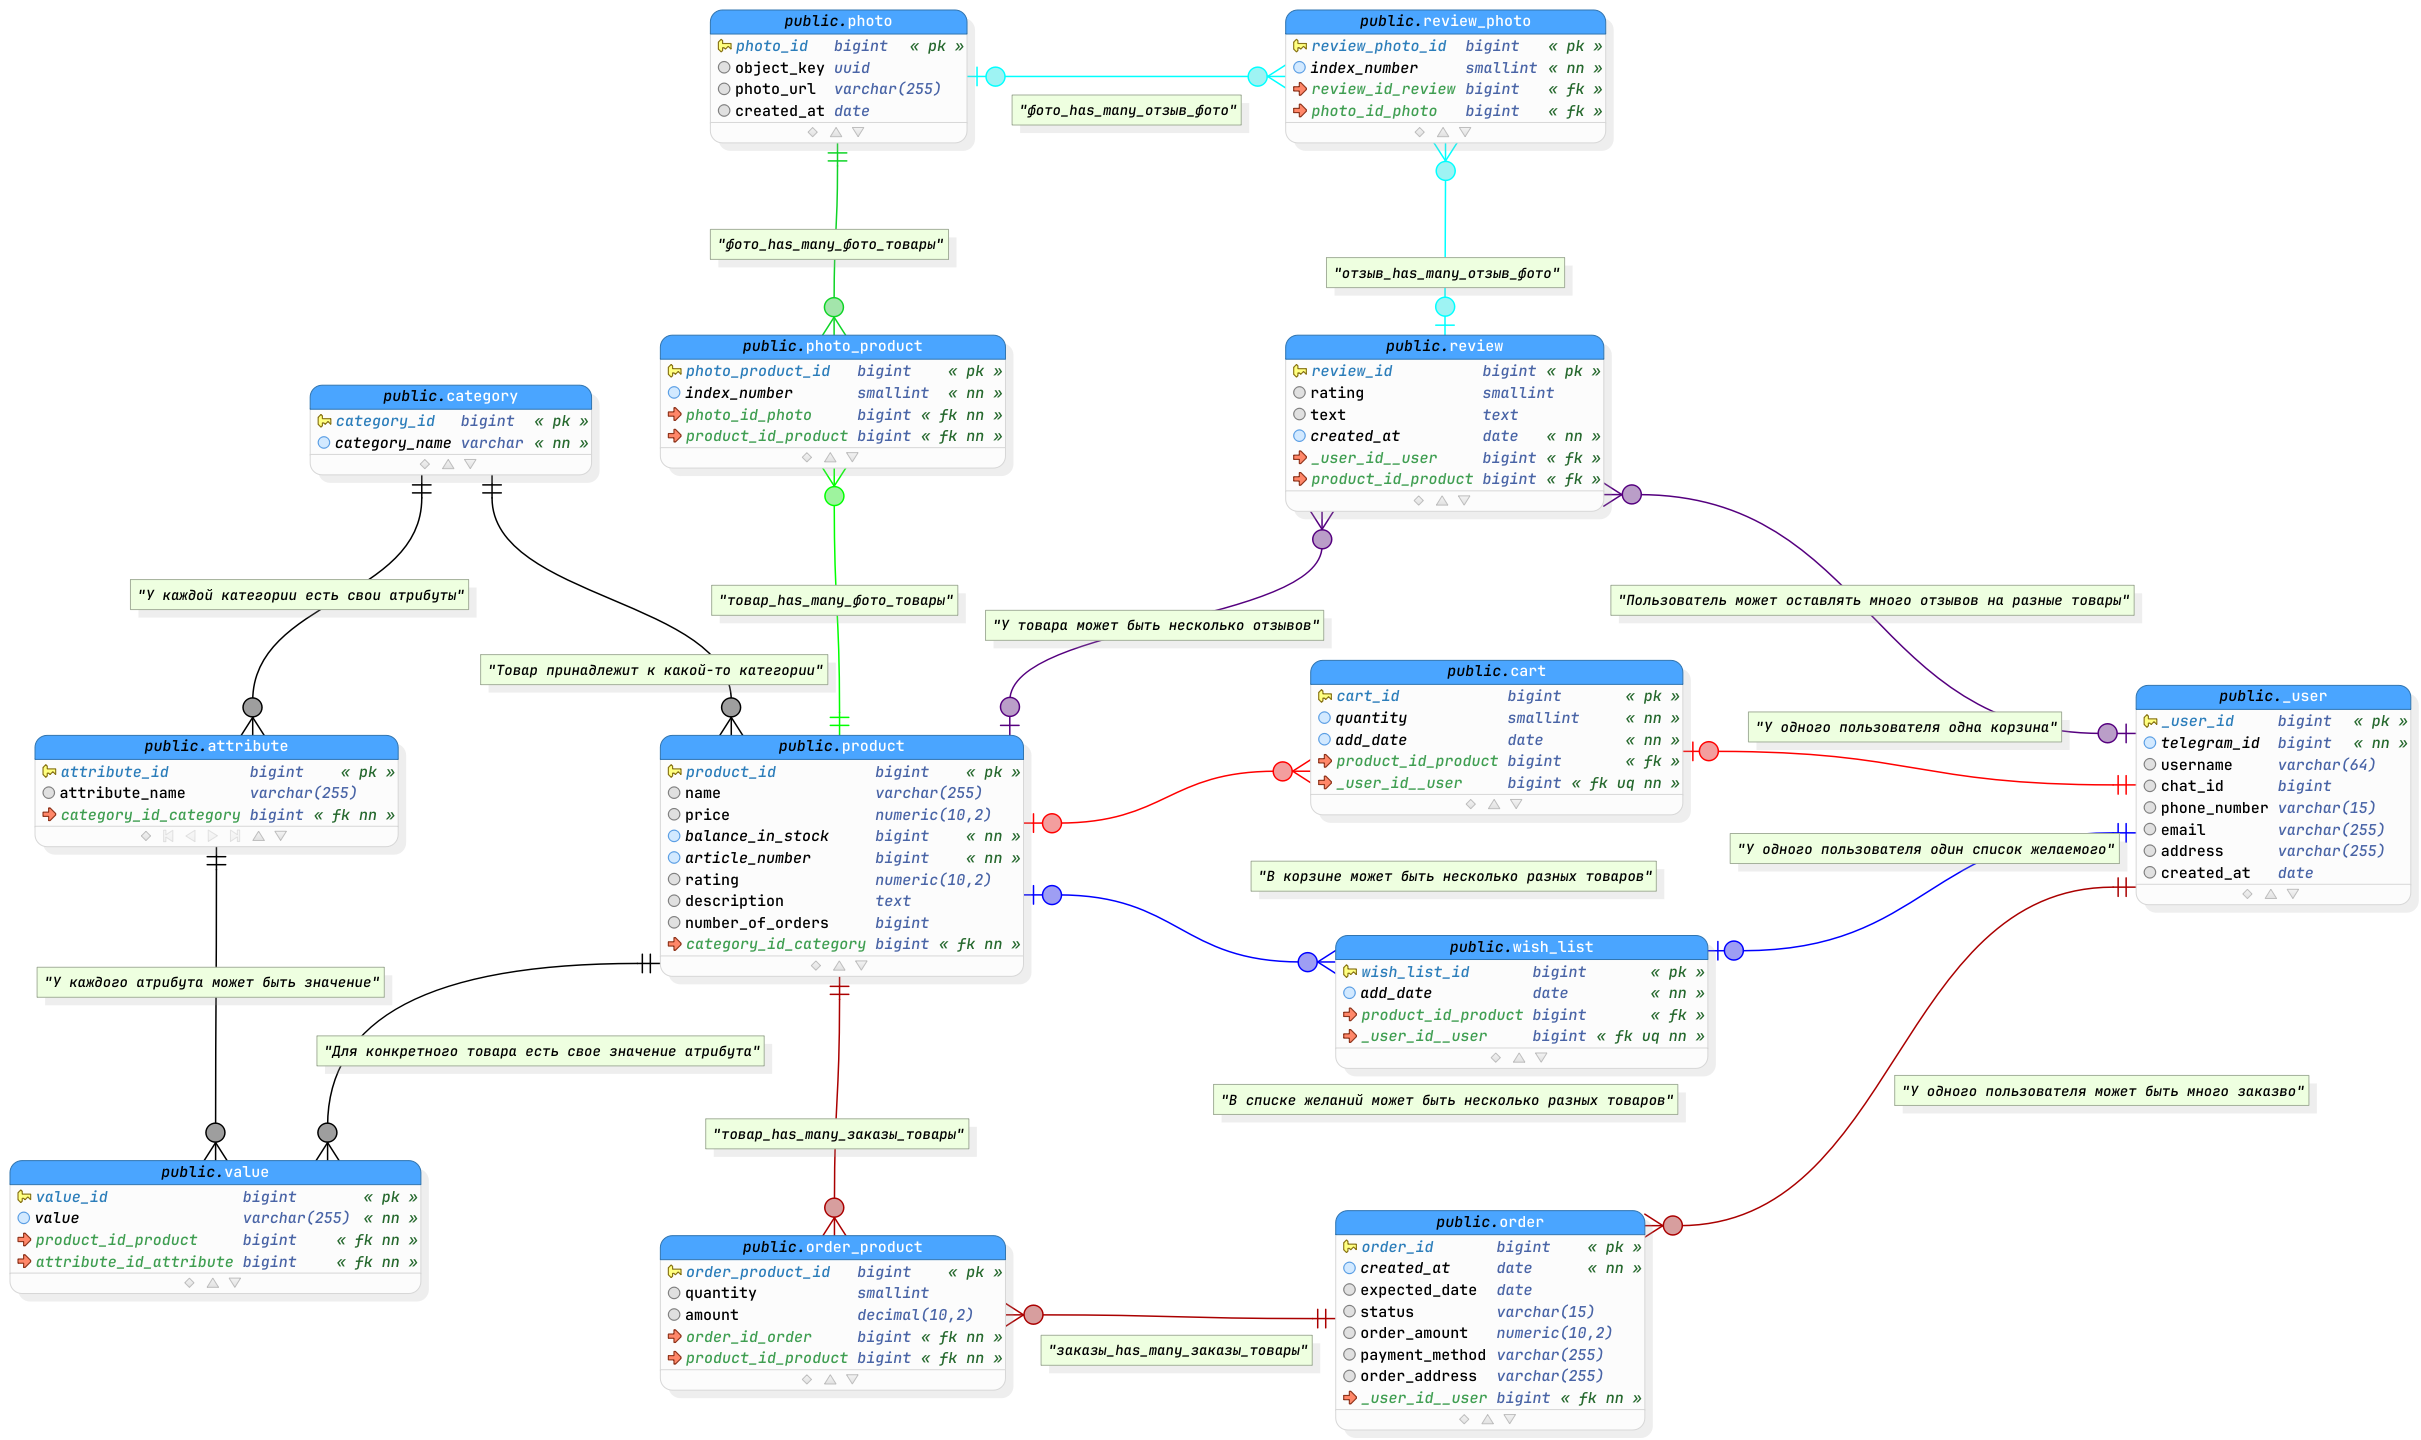 public.photo
photo_id bigint « pk »
object_key uuid
photo_url varchar(255)
created_at date
public.review_photo
review_photo_id bigint « pk »
index_number smallint « nn »
review_id_review bigint « fk »
photo_id_photo bigint « fk »
"фото_has_many_отзыв_фото"
"фото_has_many_фото_товары"
"отзыв_has_many_отзыв_фото"
public.photo_product
photo_product_id bigint « pk »
index_number smallint « nn »
photo_id_photo bigint « fk nn »
product_id_product bigint « fk nn »
public.review
review_id bigint « pk »
rating smallint
text text
created_at date « nn »
_user_id__user bigint « fk »
product_id_product bigint « fk »
public.category
category_id bigint « pk »
category_name varchar « nn »
"У каждой категории есть свои атрибуты"
"товар_has_many_фото_товары"
"У товара может быть несколько отзывов"
"Пользователь может оставлять много отзывов на разные товары"
"Товар принадлежит к какой-то категории"
public.cart
cart_id bigint « pk »
quantity smallint « nn »
add_date date « nn »
product_id_product bigint « fk »
_user_id__user bigint « fk uq nn »
"У одного пользователя одна корзина"
public._user
_user_id bigint « pk »
telegram_id bigint « nn »
username varchar(64)
chat_id bigint
phone_number varchar(15)
email varchar(255)
address varchar(255)
created_at date
public.attribute
attribute_id bigint « pk »
attribute_name varchar(255)
category_id_category bigint « fk nn »
public.product
product_id bigint « pk »
name varchar(255)
price numeric(10,2)
balance_in_stock bigint « nn »
article_number bigint « nn »
rating numeric(10,2)
description text
number_of_orders bigint
category_id_category bigint « fk nn »
"У одного пользователя один список желаемого"
"В корзине может быть несколько разных товаров"
public.wish_list
wish_list_id bigint « pk »
add_date date « nn »
product_id_product bigint « fk »
_user_id__user bigint « fk uq nn »
"У каждого атрибута может быть значение"
"Для конкретного товара есть свое значение атрибута"
"В списке желаний может быть несколько разных товаров"
"У одного пользователя может быть много заказво"
"товар_has_many_заказы_товары"
public.value
value_id bigint « pk »
value varchar(255) « nn »
product_id_product bigint « fk nn »
attribute_id_attribute bigint « fk nn »
public.order_product
order_product_id bigint « pk »
quantity smallint
amount decimal(10,2)
order_id_order bigint « fk nn »
product_id_product bigint « fk nn »
"заказы_has_many_заказы_товары"
public.order
order_id bigint « pk »
created_at date « nn »
expected_date date
status varchar(15)
order_amount numeric(10,2)
payment_method varchar(255)
order_address varchar(255)
_user_id__user bigint « fk nn »